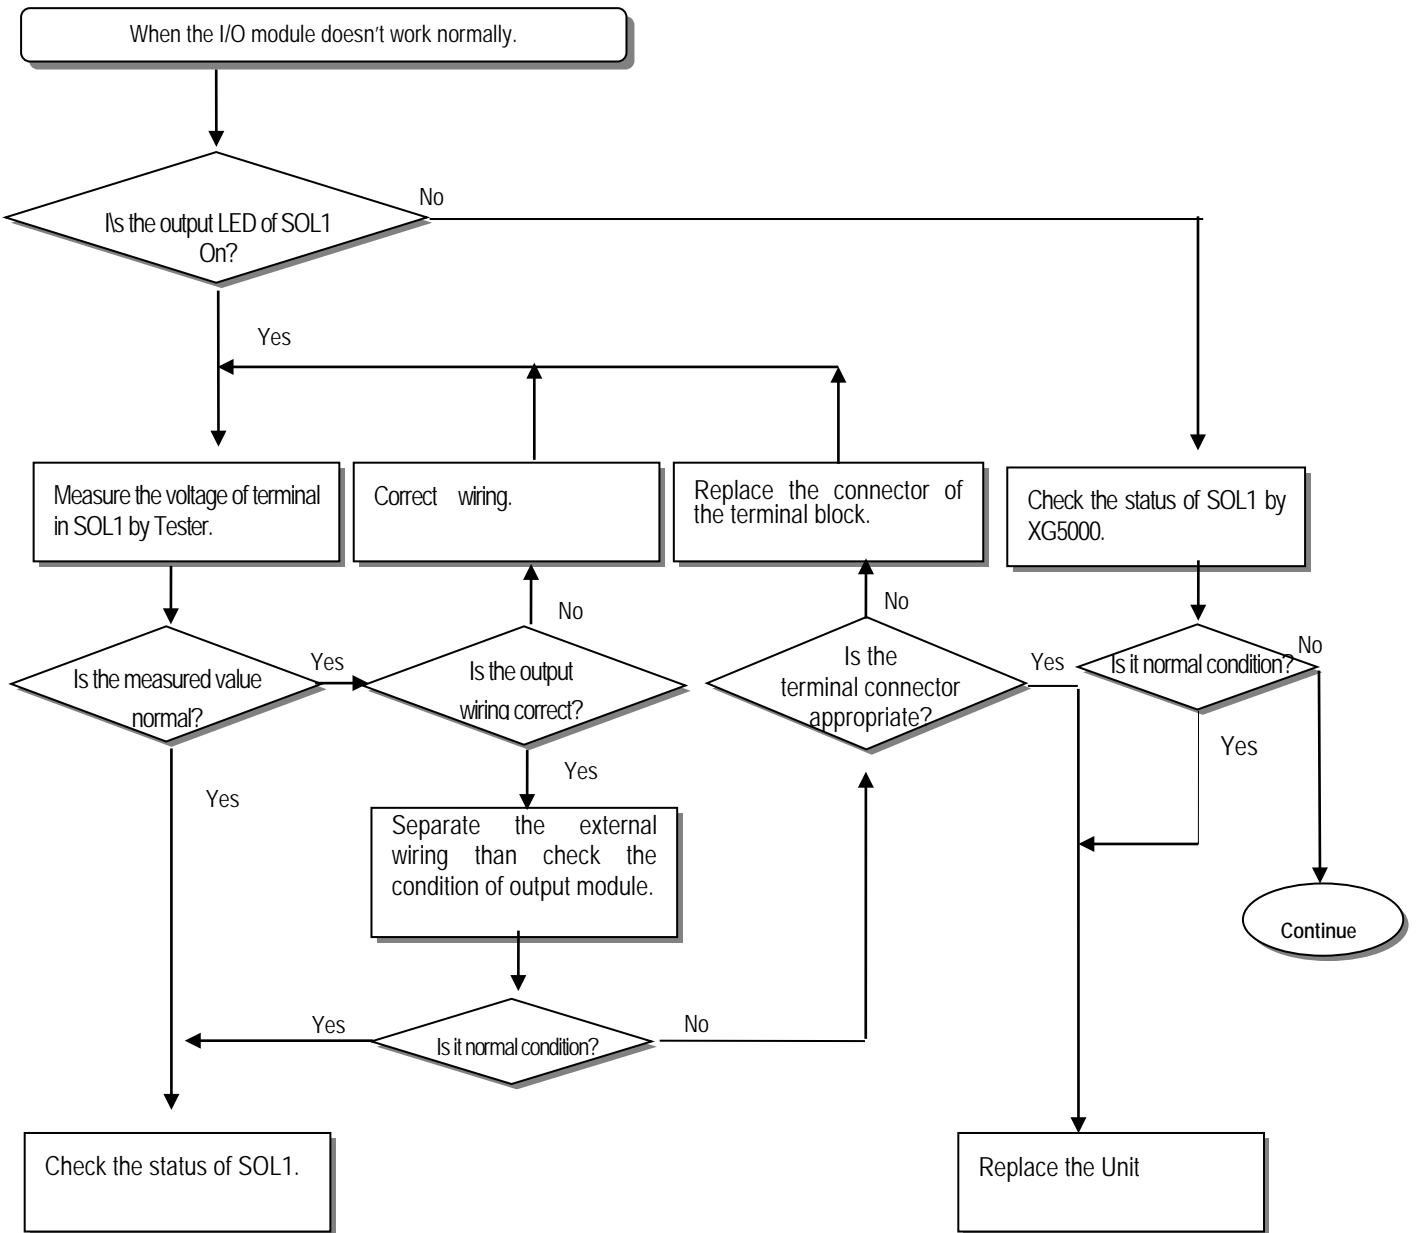 When the I/O module doesn't work normally.
No
I\s the output LED of SOL1
On?
Yes
Measure the voltage of terminal
in SOL1 by Tester.
Correct wiring.
Replace the connector of
the terminal block.
Check the status of SOL1 by
XG5000.
No
No
Is the measured value
normal?
Yes
Is the output
wiring correct?
Is the
terminal connector
appropriate?
Yes
Is it normal condition?
No
Yes
Yes
Yes
Separate the external
wiring than check the
condition of output module.
Continue
Yes
Is it normal condition?
No
Check the status of SOL1.
Replace the Unit